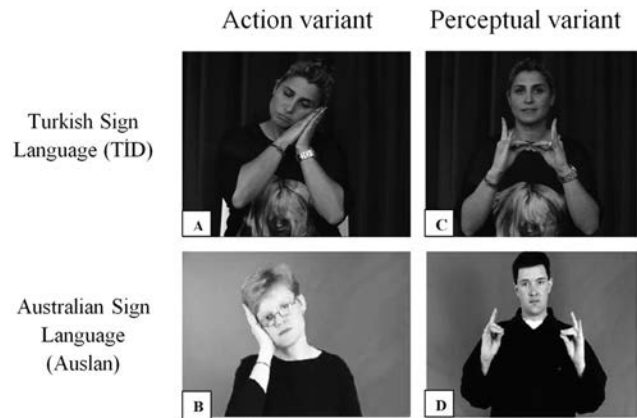 Action variant
Perceptual variant
Turkish Sign
Language (TİD)
A
C
Australian Sign
Language
(Auslan)
B
D